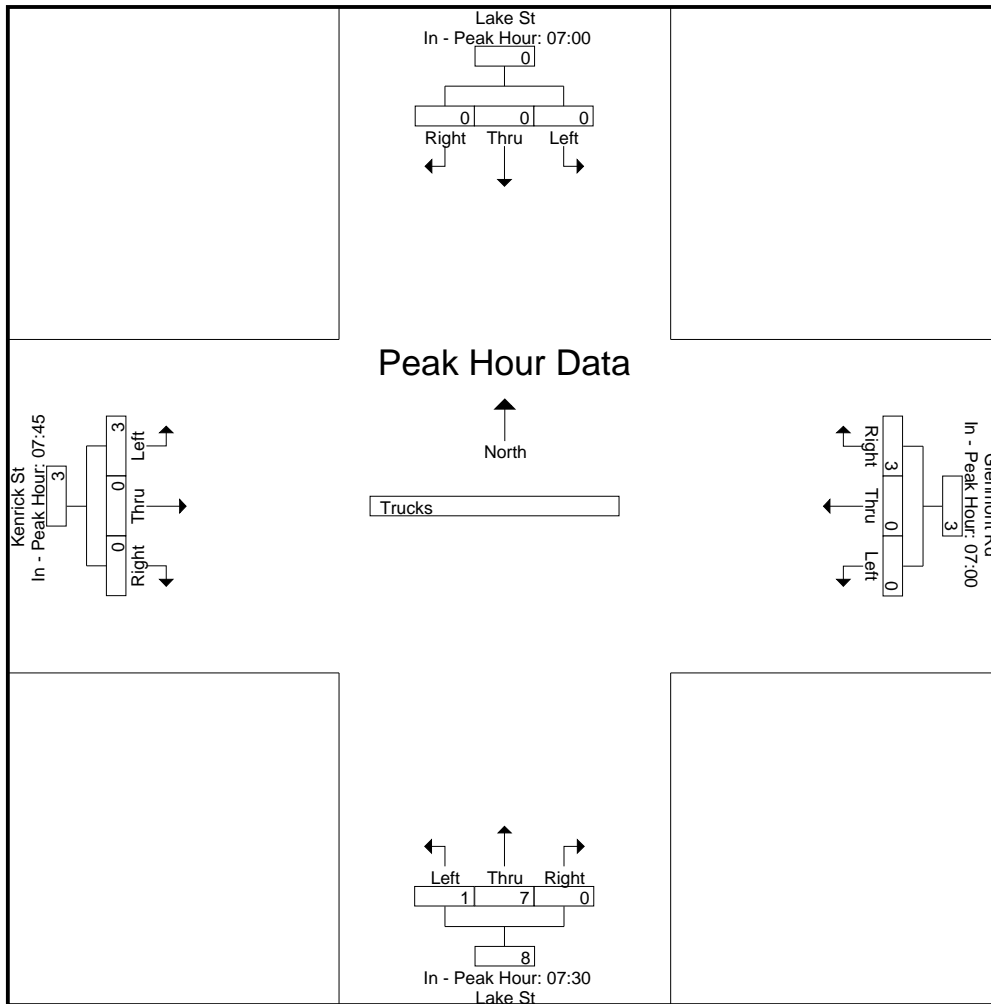 Lake St
In - Peak Hour: 07:00
0
0 0 0
Right Thru Left
Peak Hour Data
North
Trucks
Kenrick St
In - Peak Hour: 07:45
3
3 0 0
Left Thru Right
Right Thru Left
3 0 0
3
In - Peak Hour: 07:00
Glenmont Rd
Left Thru Right
1 7 0
8
In - Peak Hour: 07:30
Lake St